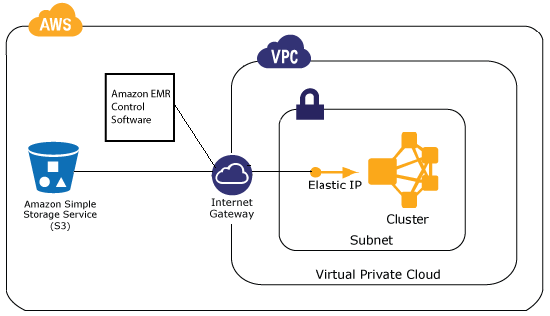 AWS
VPC
Amazon EMR
Control
Software
Amazon Simple
Storage Service
(S3)
Internet
Gateway
Elastic IP
Cluster
Subnet
Virtual Private Cloud